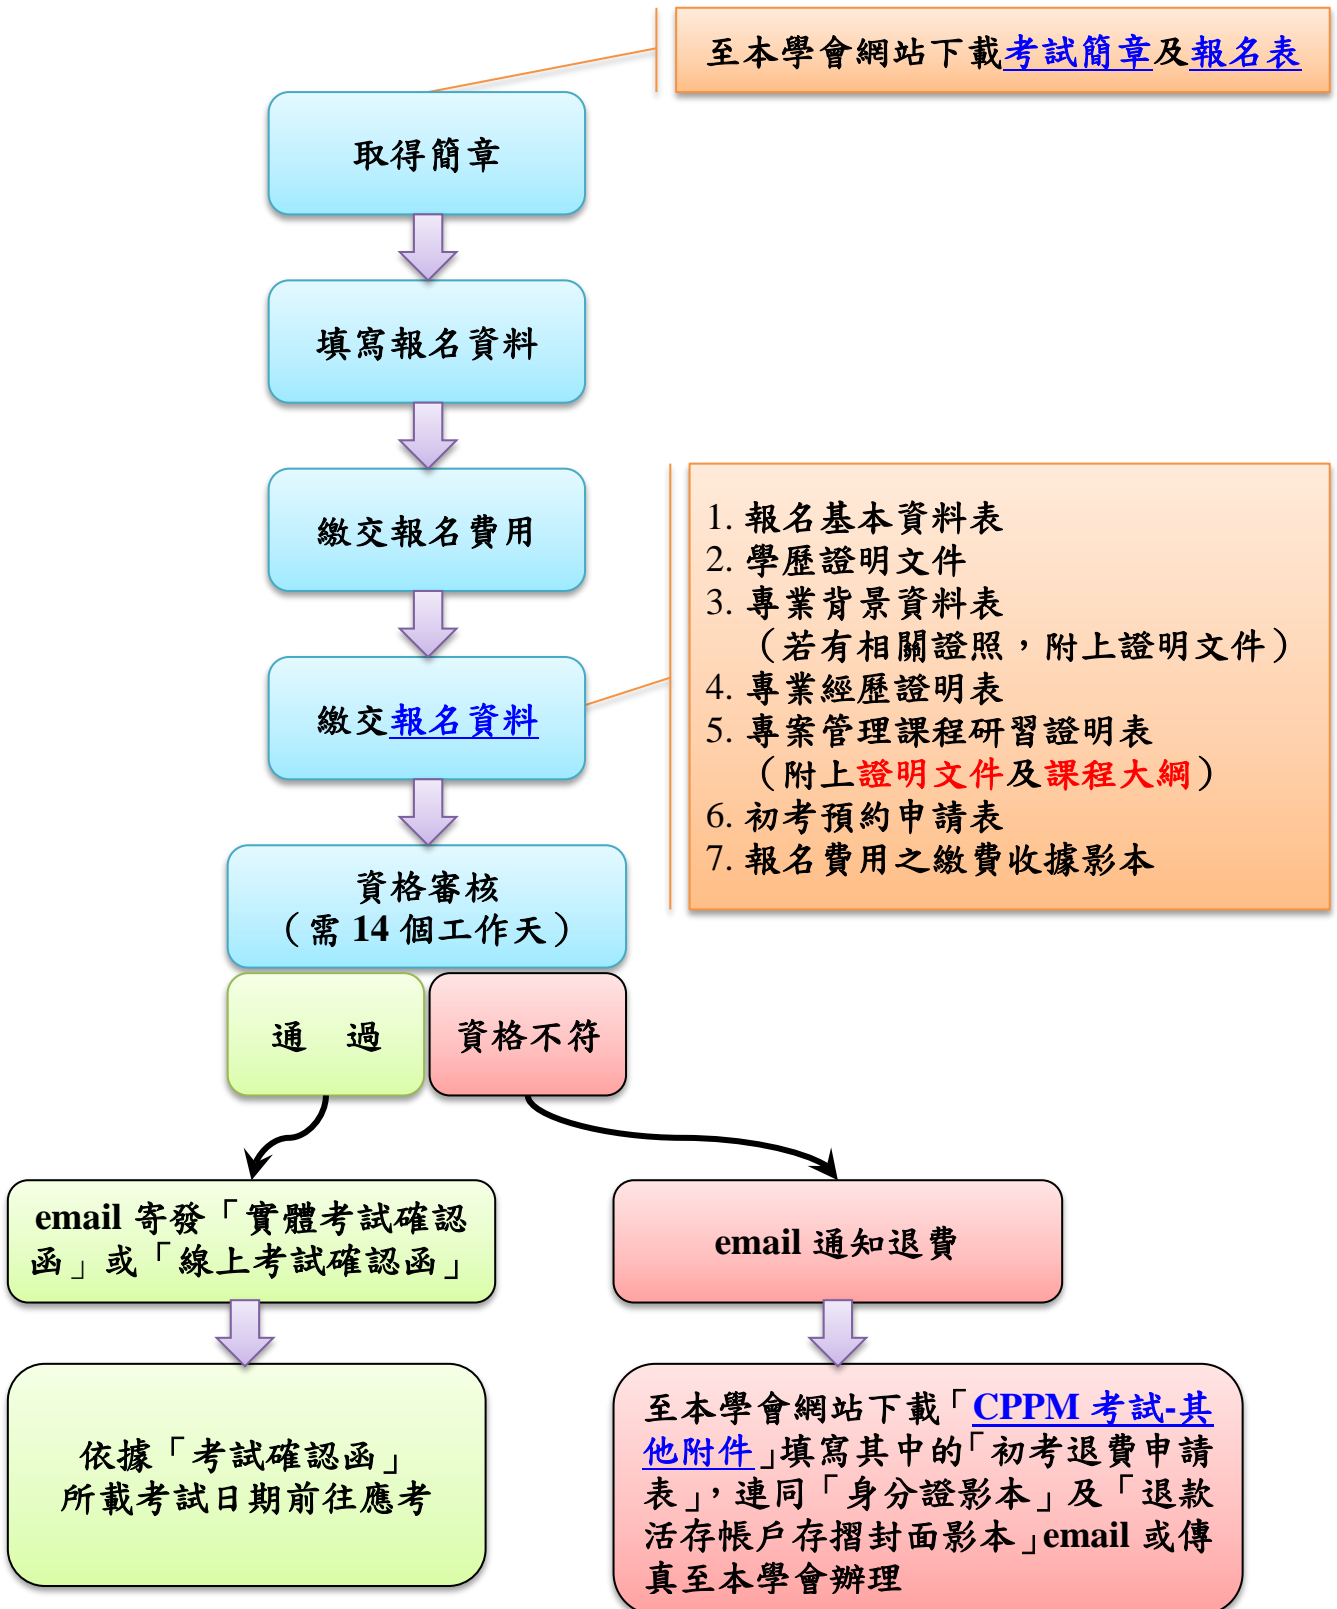 至本學會網站下載考試簡章及報名表
取得簡章
填寫報名資料
繳交報名費用
繳交報名資料
1. 報名基本資料表
2. 學歷證明文件
3. 專業背景資料表
（若有相關證照，附上證明文件）
4. 專業經歷證明表
5. 專案管理課程研習證明表
（附上證明文件及課程大綱）
6. 初考預約申請表
7. 報名費用之繳費收據影本
資格審核
（需 14 個工作天）
通　過
資格不符
email 寄發「實體考試確認
函」或「線上考試確認函」
email 通知退費
依據「考試確認函」
所載考試日期前往應考
至本學會網站下載「CPPM 考試-其
他附件」填寫其中的「初考退費申請
表」，連同「身分證影本」及「退款
活存帳戶存摺封面影本」email 或傳
真至本學會辦理